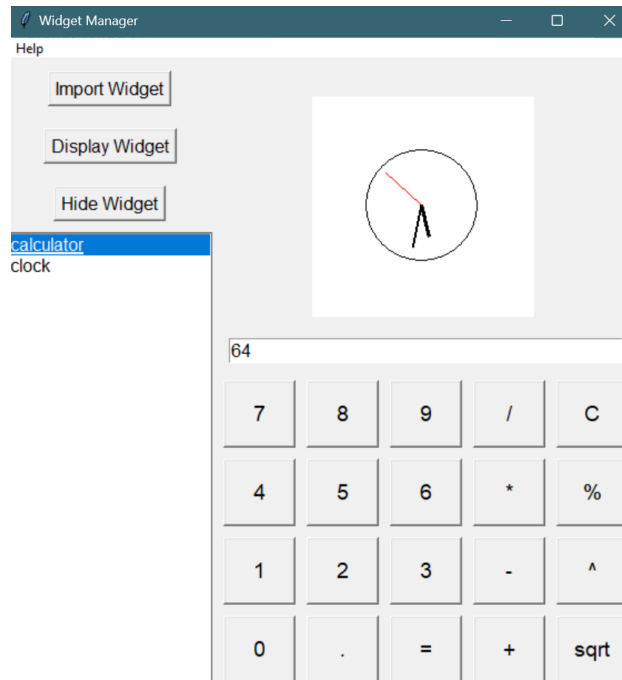 Widget Manager
Help
Import Widget
Display Widget
Hide Widget
calculator
clock
64
7 8 9 / C
4 5 6 * %
1 2 3 - ^
0 . = + sqrt